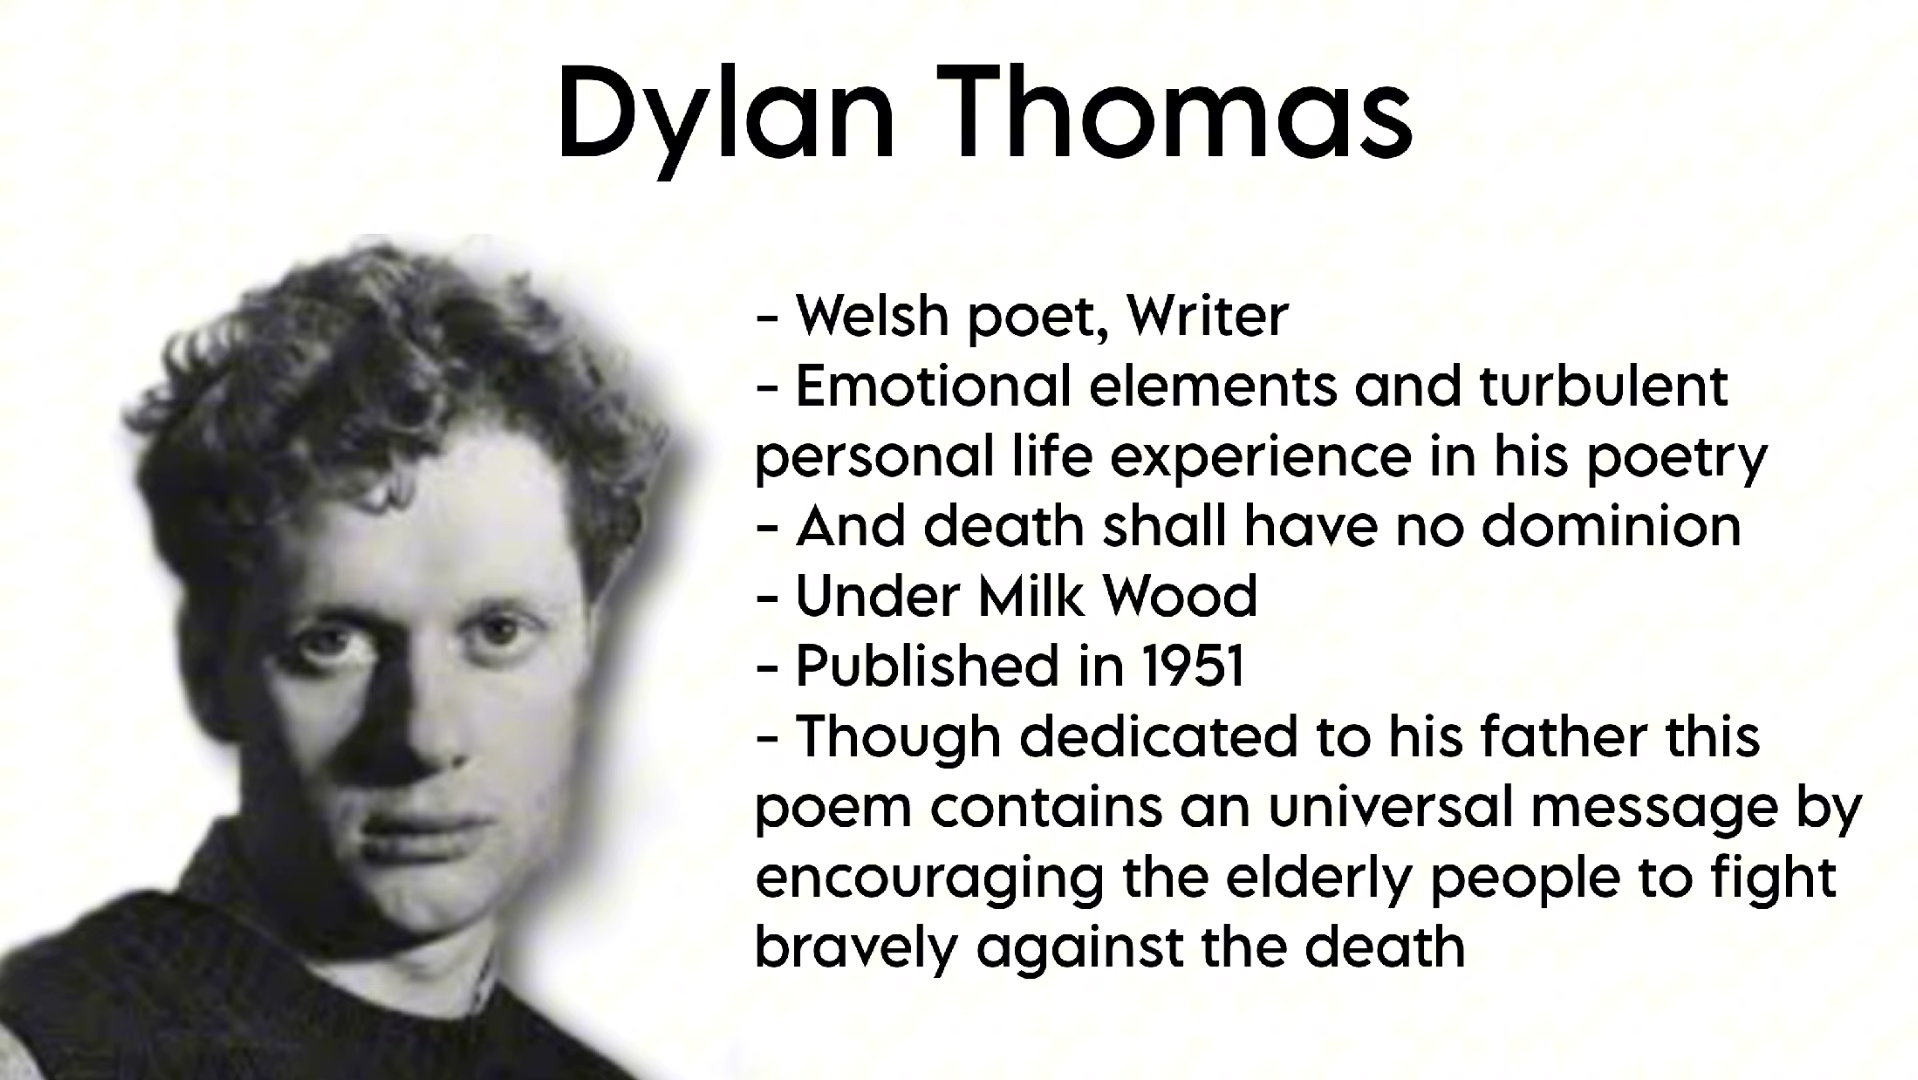 Dylan Thomas
- Welsh poet, Writer
- Emotional elements and turbulent
personal life experience in his poetry
- And death shall have no dominion
- Under Milk Wood
- Published in 1951
- Though dedicated to his father this
poem contains an universal message by
encouraging the elderly people to fight
bravely against the death